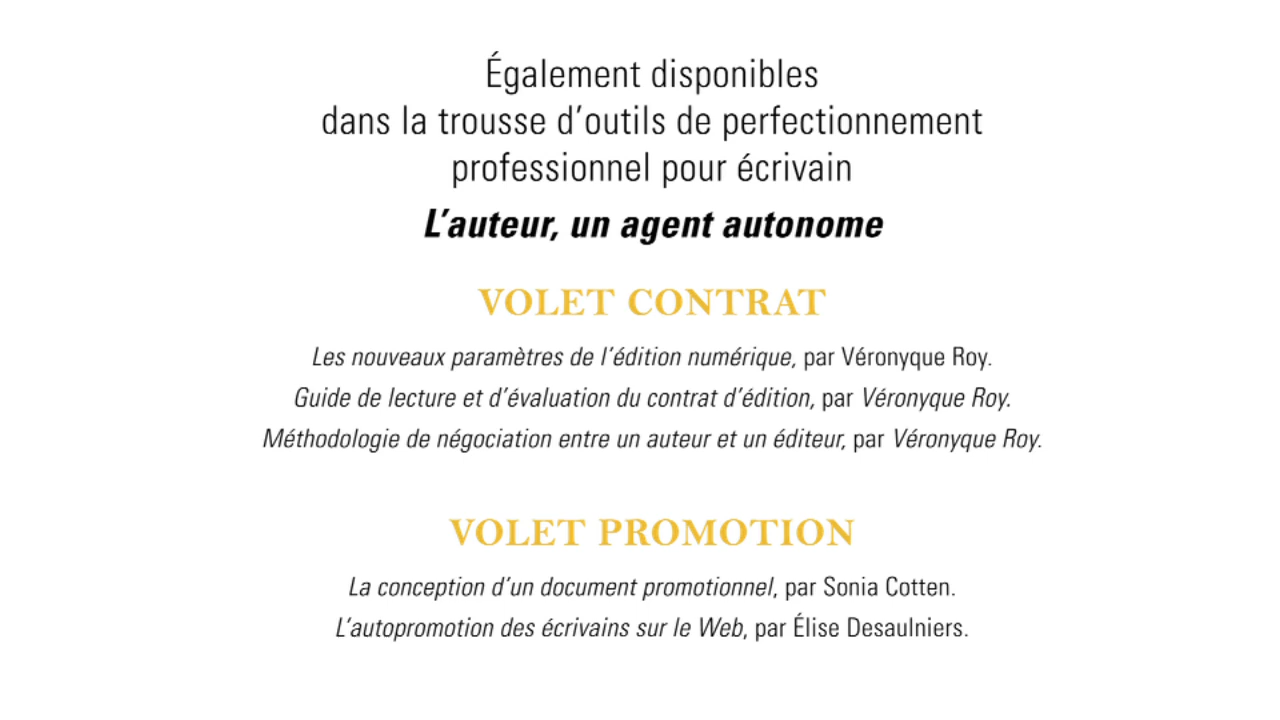 Également disponibles
dans la trousse d’outils de perfectionnement
professionnel pour écrivain
L’auteur, un agent autonome
VOLET CONTRAT
Les nouveaux paramètres de l’édition numérique, par Véronyque Roy.
Guide de lecture et d’évaluation du contrat d’édition, par Véronyque Roy.
Méthodologie de négociation entre un auteur et un éditeur, par Véronyque Roy.
VOLET PROMOTION
La conception d’un document promotionnel, par Sonia Cotten.
L’autopromotion des écrivains sur le Web, par Élise Desaulniers.